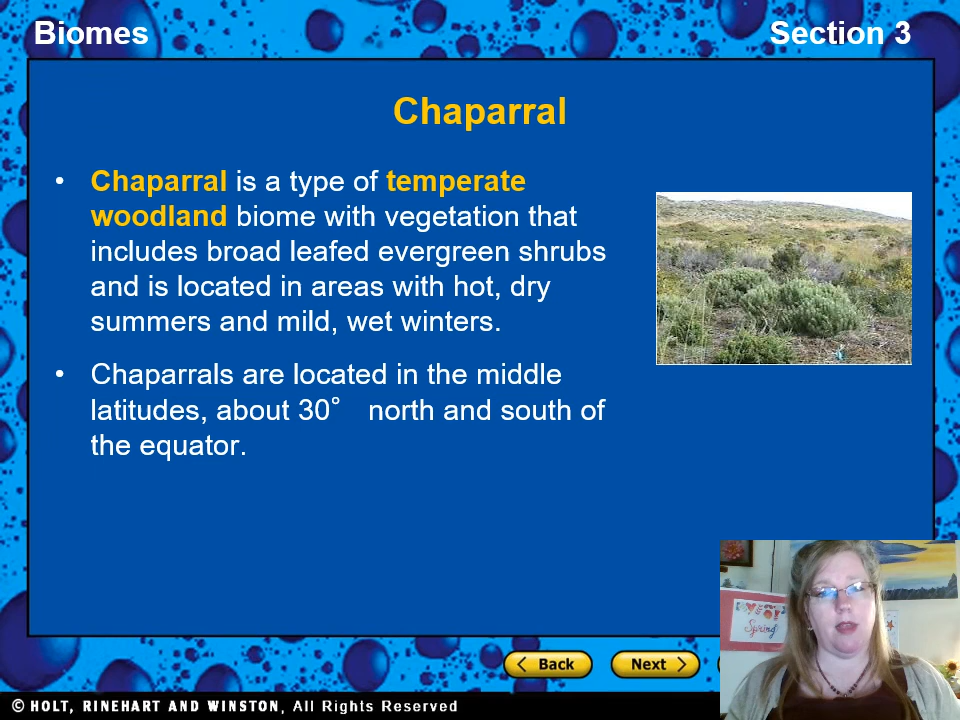 Biomes
Section 3
Chaparral
• Chaparral is a type of temperate
woodland biome with vegetation that
includes broad leafed evergreen shrubs
and is located in areas with hot, dry
summers and mild, wet winters.
• Chaparrals are located in the middle
latitudes, about 30° north and south of
the equator.
Spring
< Back
Next >
© HOLT, RINEHART AND WINSTON, All Rights Reserved